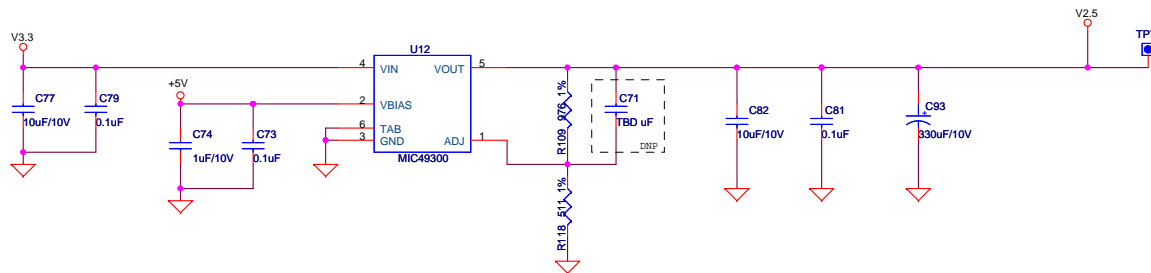 V3.3
V2.5
TP
U12
4 VIN VOUT 5
+5V
C77
10uF/10V
C79
0.1uF
2 VBIAS
C74
1uF/10V
C73
0.1uF
6 TAB
3 GND
ADJ 1
MIC49300
R109 976 1%
C71
TBD uF
DNP
R118 511 1%
C82
10uF/10V
C81
0.1uF
C93
+
330uF/10V